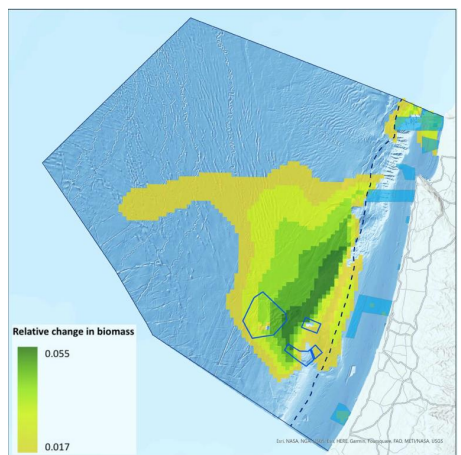 Relative change in biomass
0.055
0.017
Esri, NASA, NGA, USGS, Esri, HERE, Garmin, Foursquare, FAO, METI/NASA, USGS